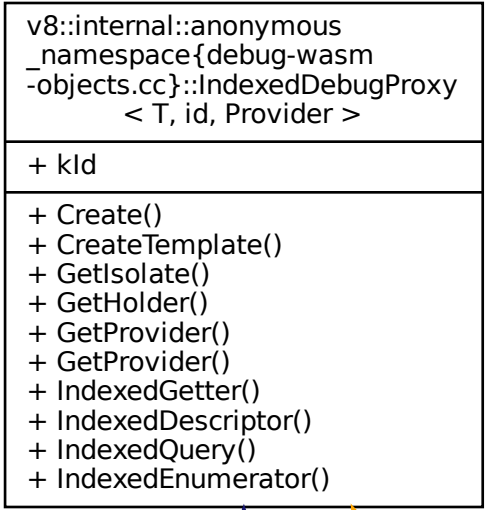 v8::internal::anonymous
_namespace{debug-wasm
-objects.cc}::IndexedDebugProxy
< T, id, Provider >
+ kId
+ Create()
+ CreateTemplate()
+ GetIsolate()
+ GetHolder()
+ GetProvider()
+ GetProvider()
+ IndexedGetter()
+ IndexedDescriptor()
+ IndexedQuery()
+ IndexedEnumerator()